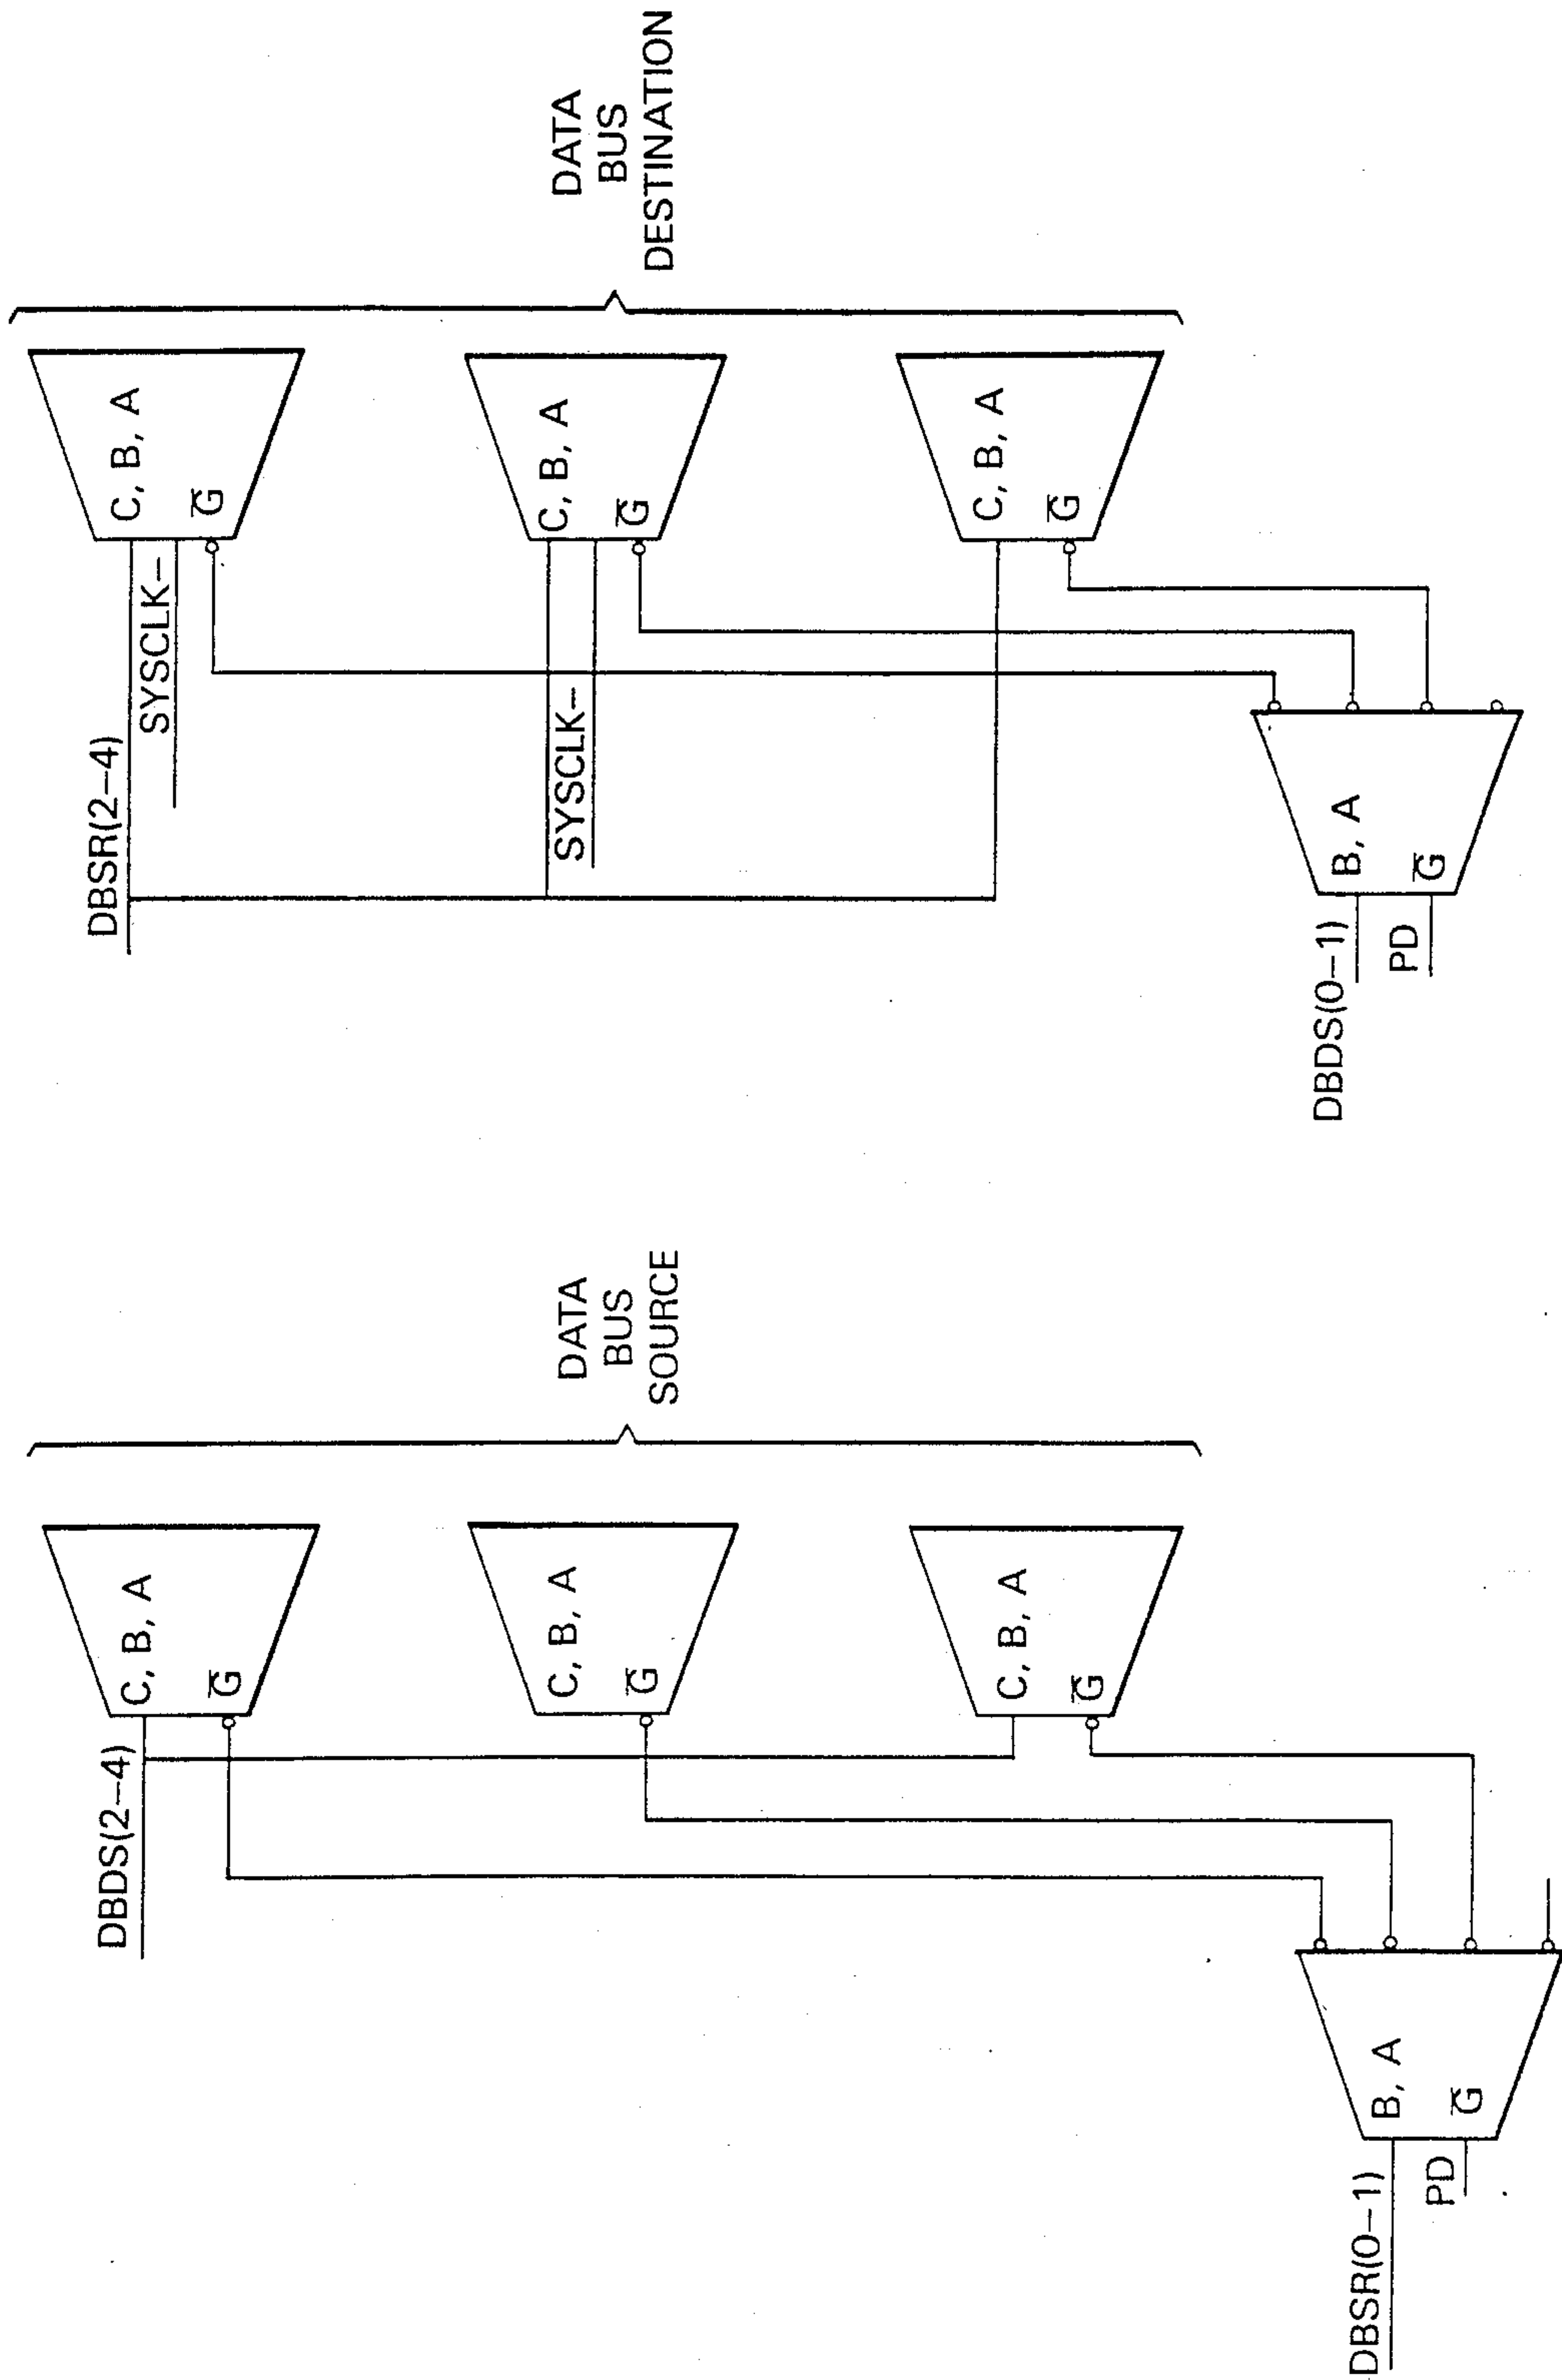 DBSR(2–4)
SYSCLK–
C, B, A
G
SYSCLK–
C, B, A
G
C, B, A
G
DATA
BUS
DESTINATION
DBDS(0–1)
PD
B, A
G
DBDS(2–4)
C, B, A
G
C, B, A
G
C, B, A
G
DATA
BUS
SOURCE
DBSR(0–1)
PD
B, A
G